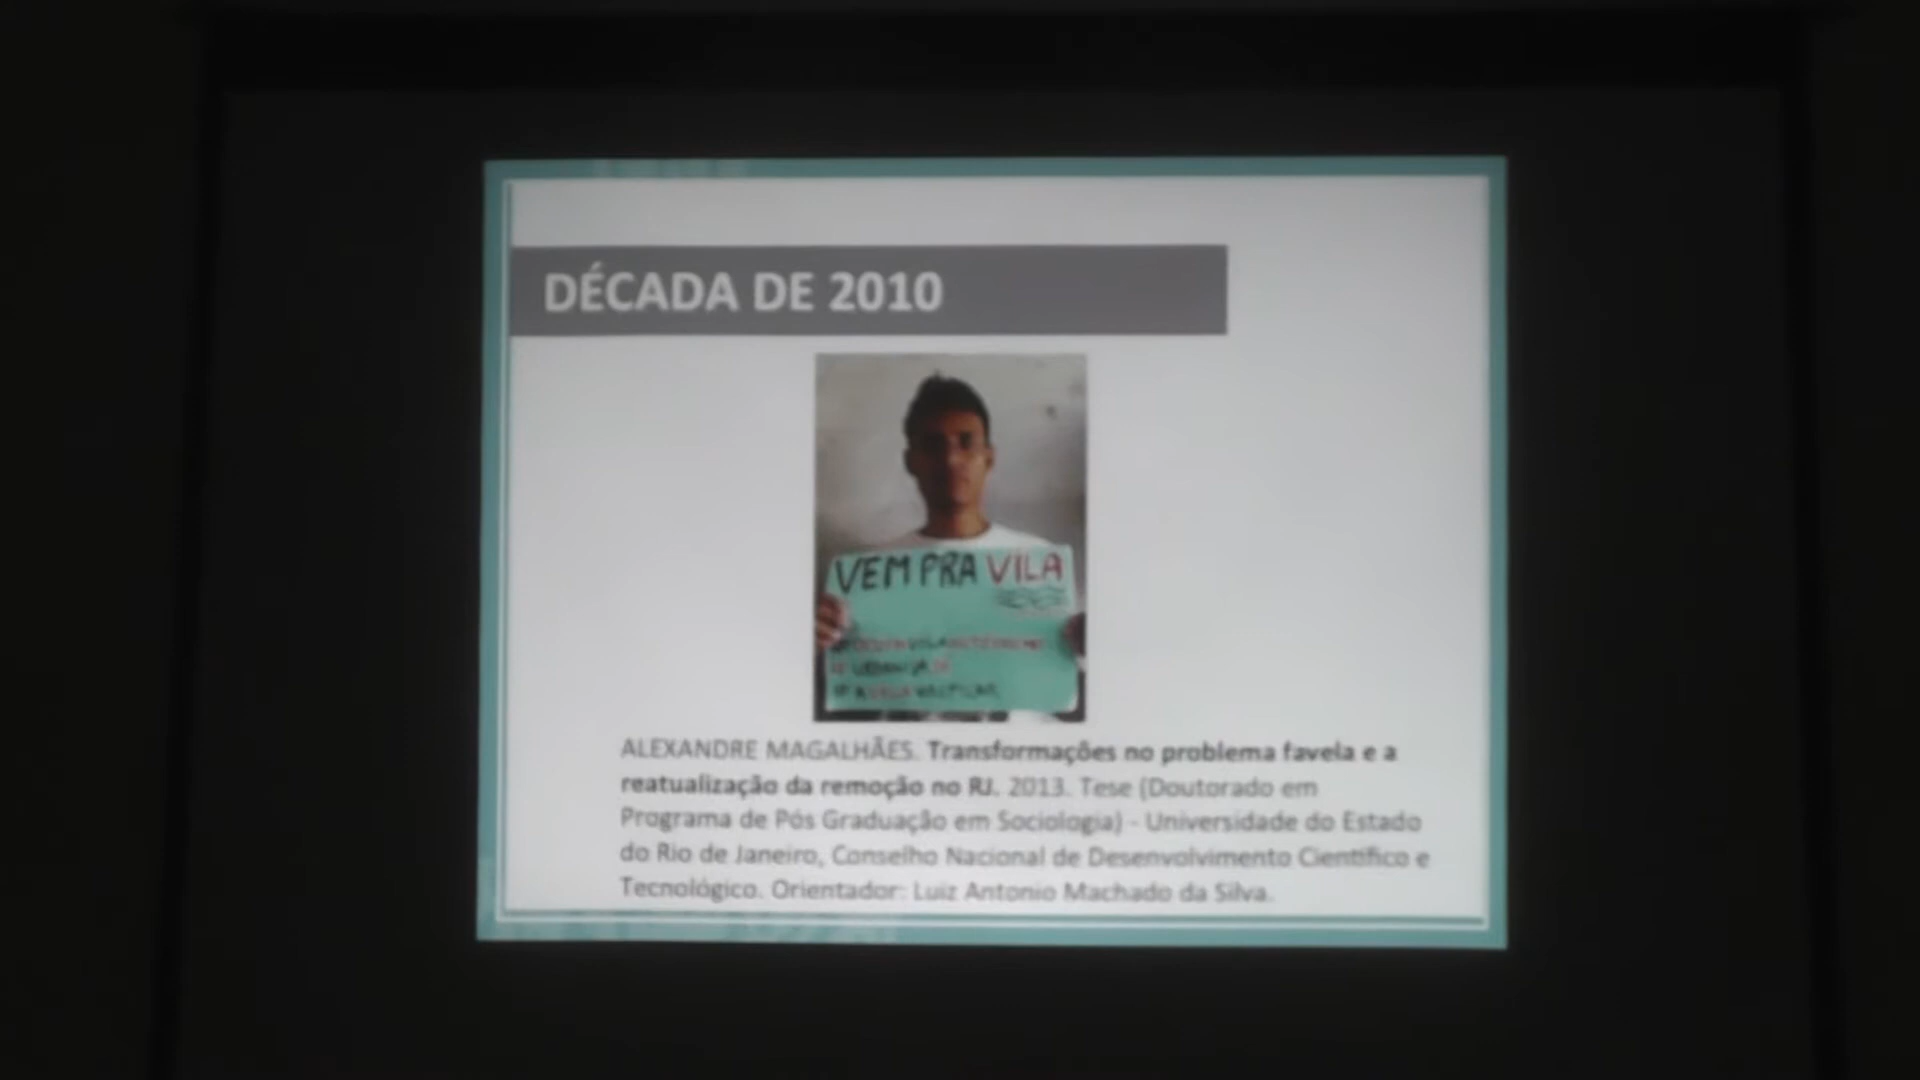 DÉCADA DE 2010
VEM PRA VILA
ALEXANDRE MAGALHÃES. Transformações no problema favela e a
reatualização da remoção no RJ. 2013. Tese (Doutorado em
Programa de Pós Graduação em Sociologia) - Universidade do Estado
do Rio de Janeiro, Conselho Nacional de Desenvolvimento Científico e
Tecnológico. Orientador: Luiz Antonio Machado da Silva.